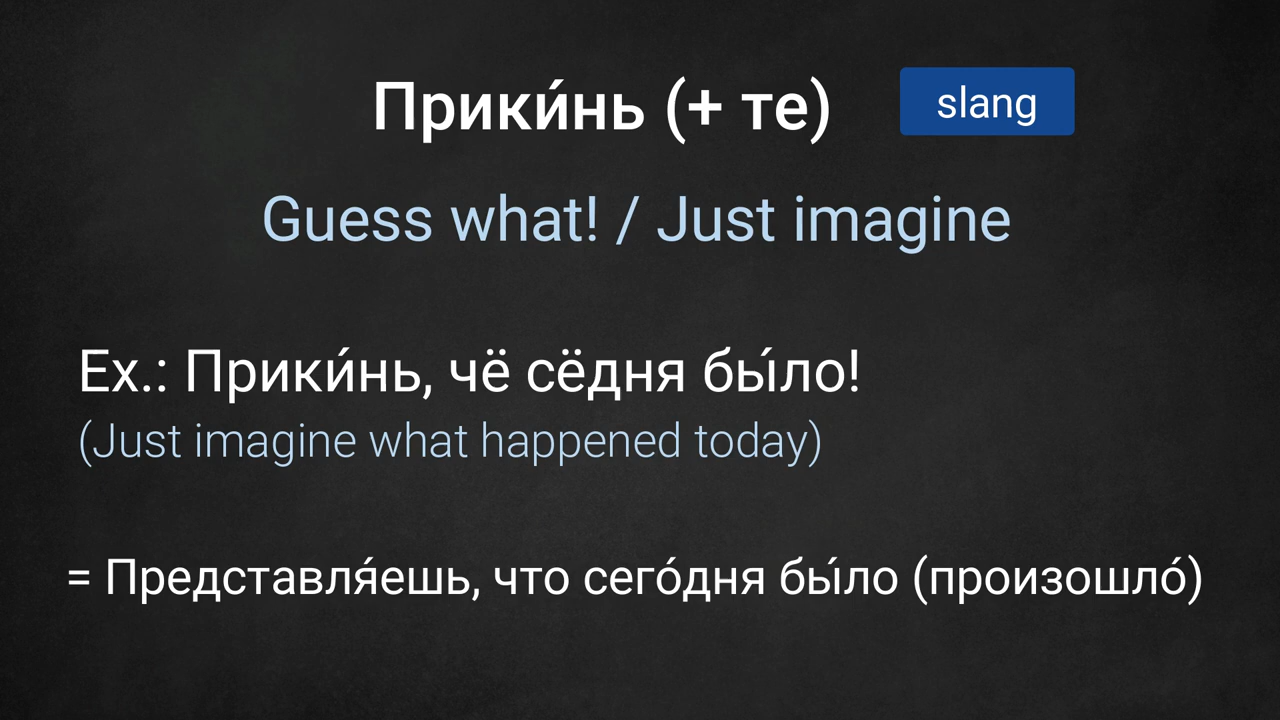 Прики́нь (+ те)
slang
Guess what! / Just imagine
Ex.: Прики́нь, чё сёдня бы́ло!
(Just imagine what happened today)
= Представля́ешь, что сего́дня бы́ло (произошло́)